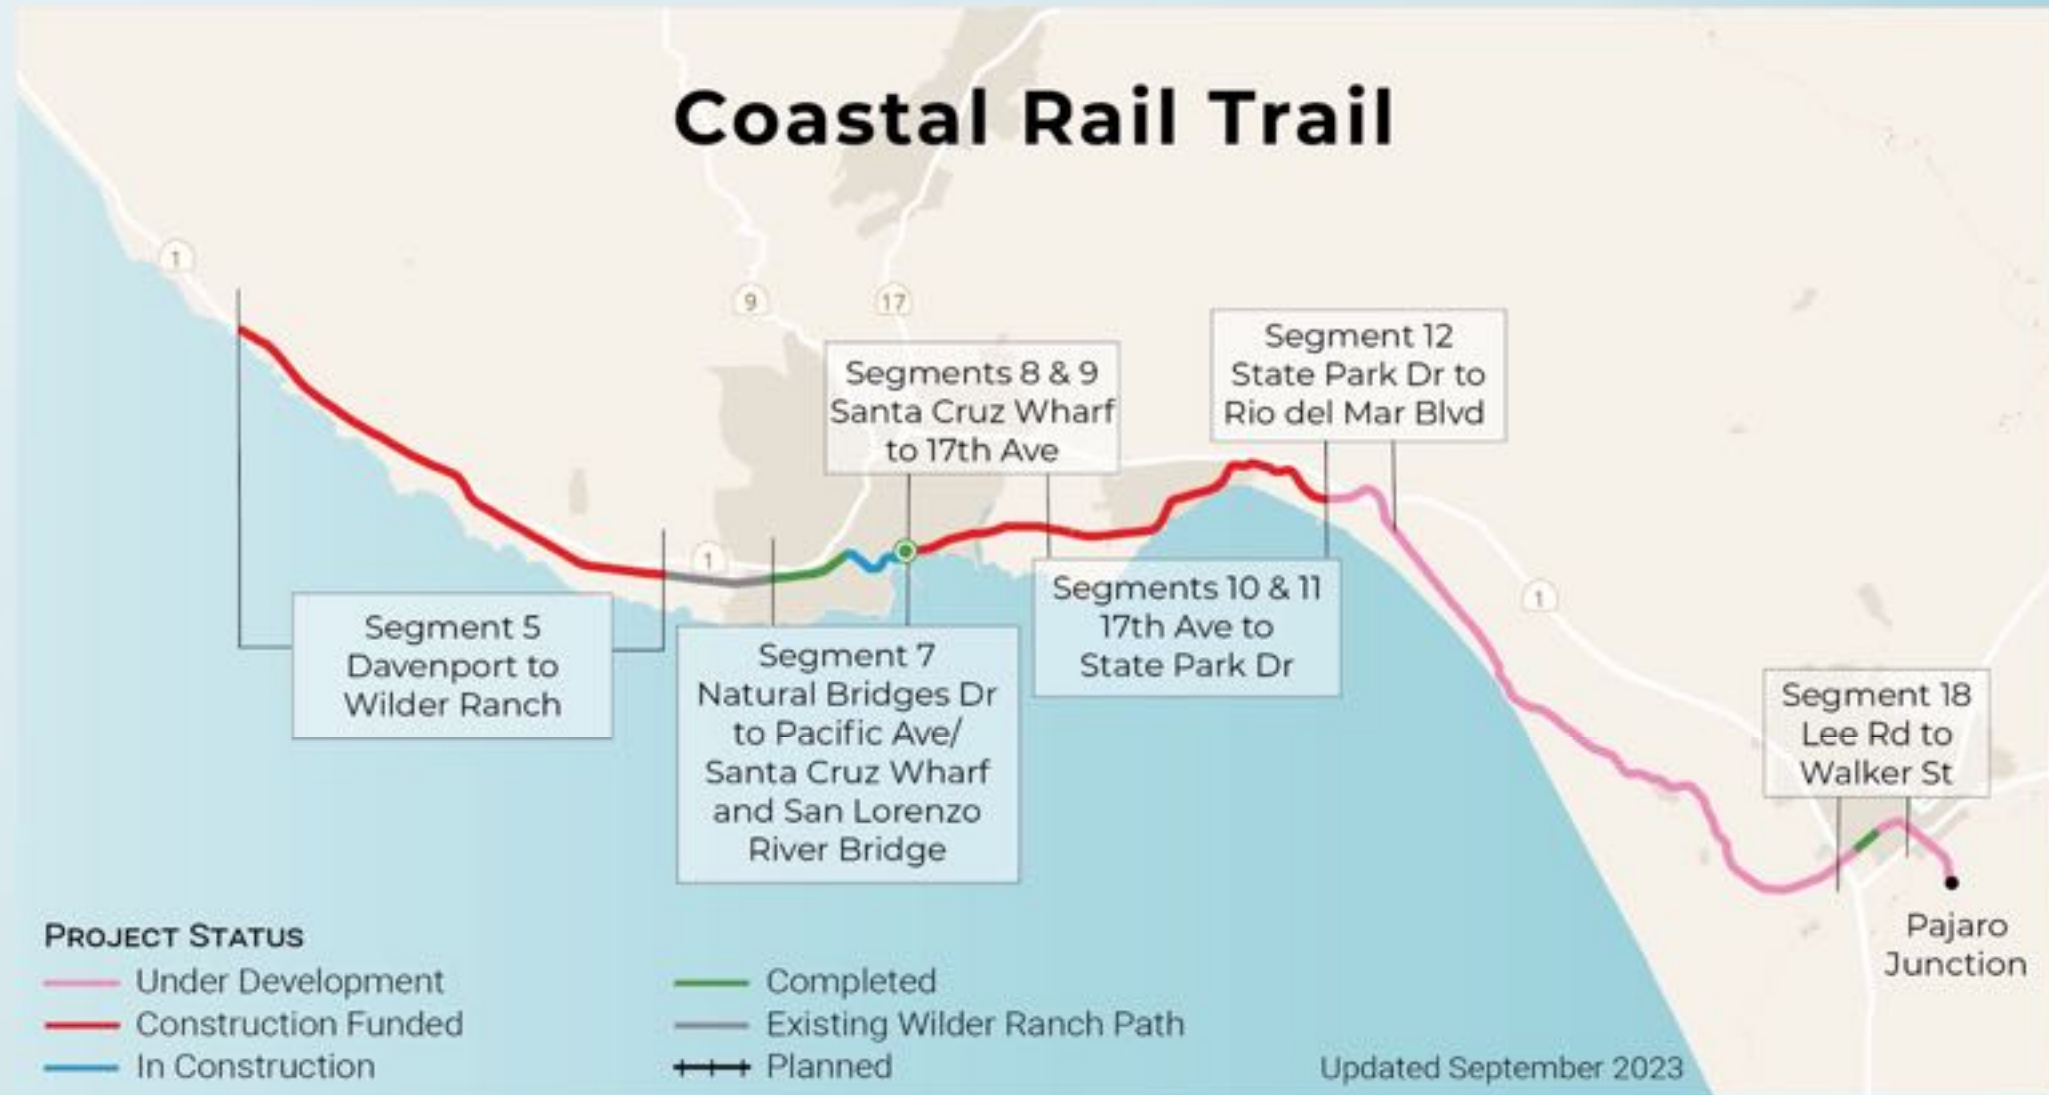 Coastal Rail Trail
1
9
17
Segments 8 & 9
Santa Cruz Wharf
to 17th Ave
Segment 12
State Park Dr to
Rio del Mar Blvd
1
1
Segment 5
Davenport to
Wilder Ranch
Segment 7
Natural Bridges Dr
to Pacific Ave/
Santa Cruz Wharf
and San Lorenzo
River Bridge
Segments 10 & 11
17th Ave to
State Park Dr
Segment 18
Lee Rd to
Walker St
Pajaro
Junction
PROJECT STATUS
Under Development
Construction Funded
In Construction
Completed
Existing Wilder Ranch Path
Planned
Updated September 2023